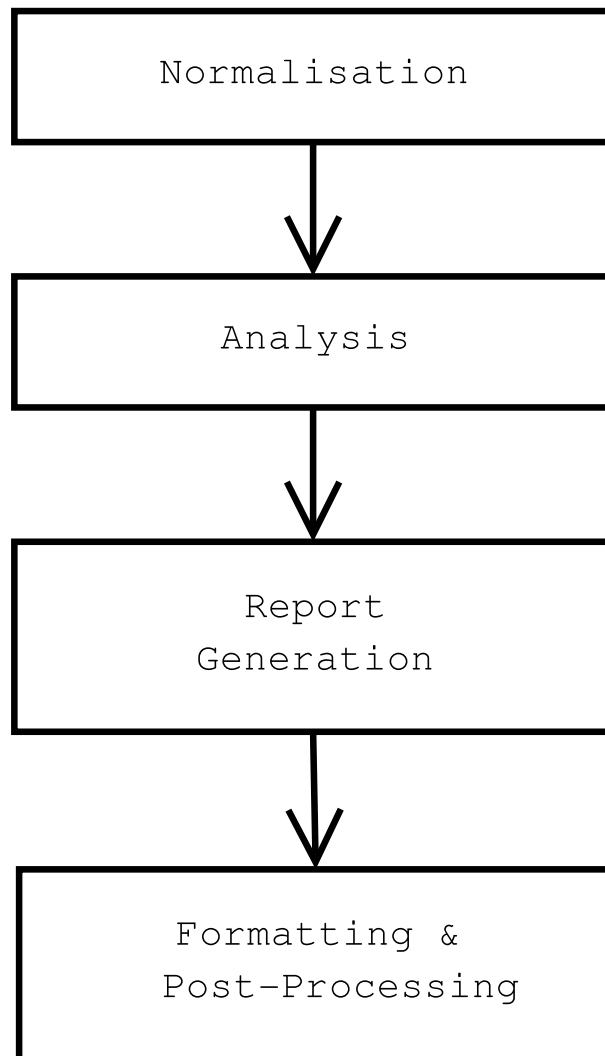 Normalisation
Analysis
Report
Generation
Formatting &
Post-Processing